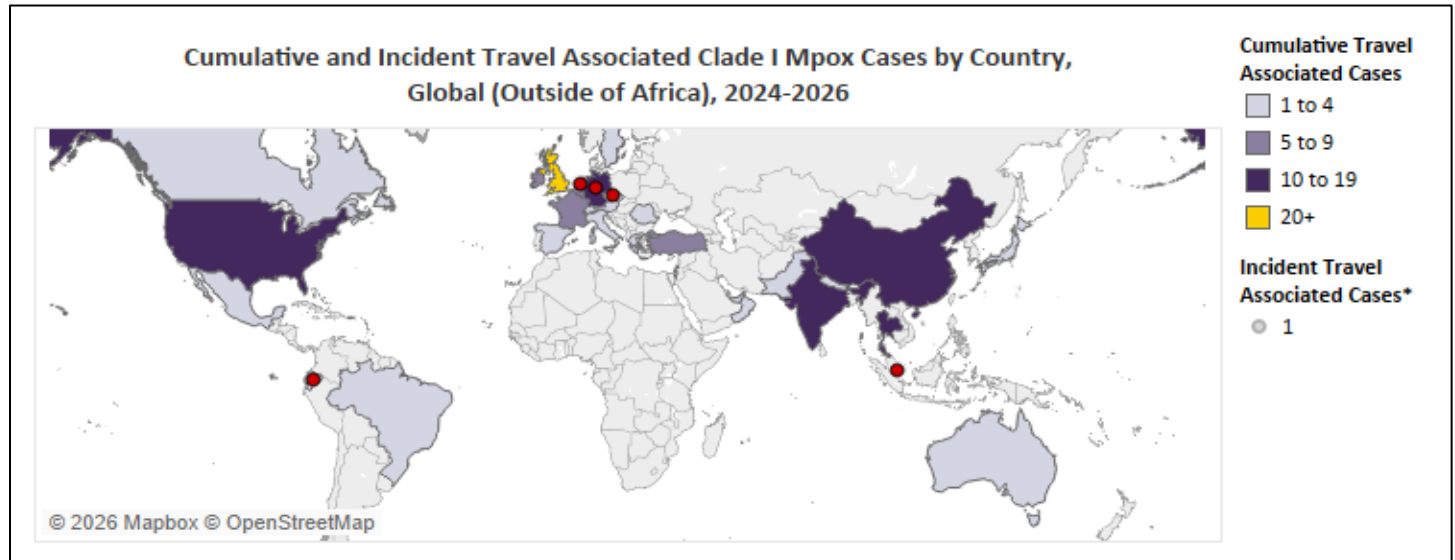 Cumulative and Incident Travel Associated Clade I Mpox Cases by Country,
Global (Outside of Africa), 2024-2026
Cumulative Travel
Associated Cases
1 to 4
5 to 9
10 to 19
20+
Incident Travel
Associated Cases*
1
© 2026 Mapbox © OpenStreetMap